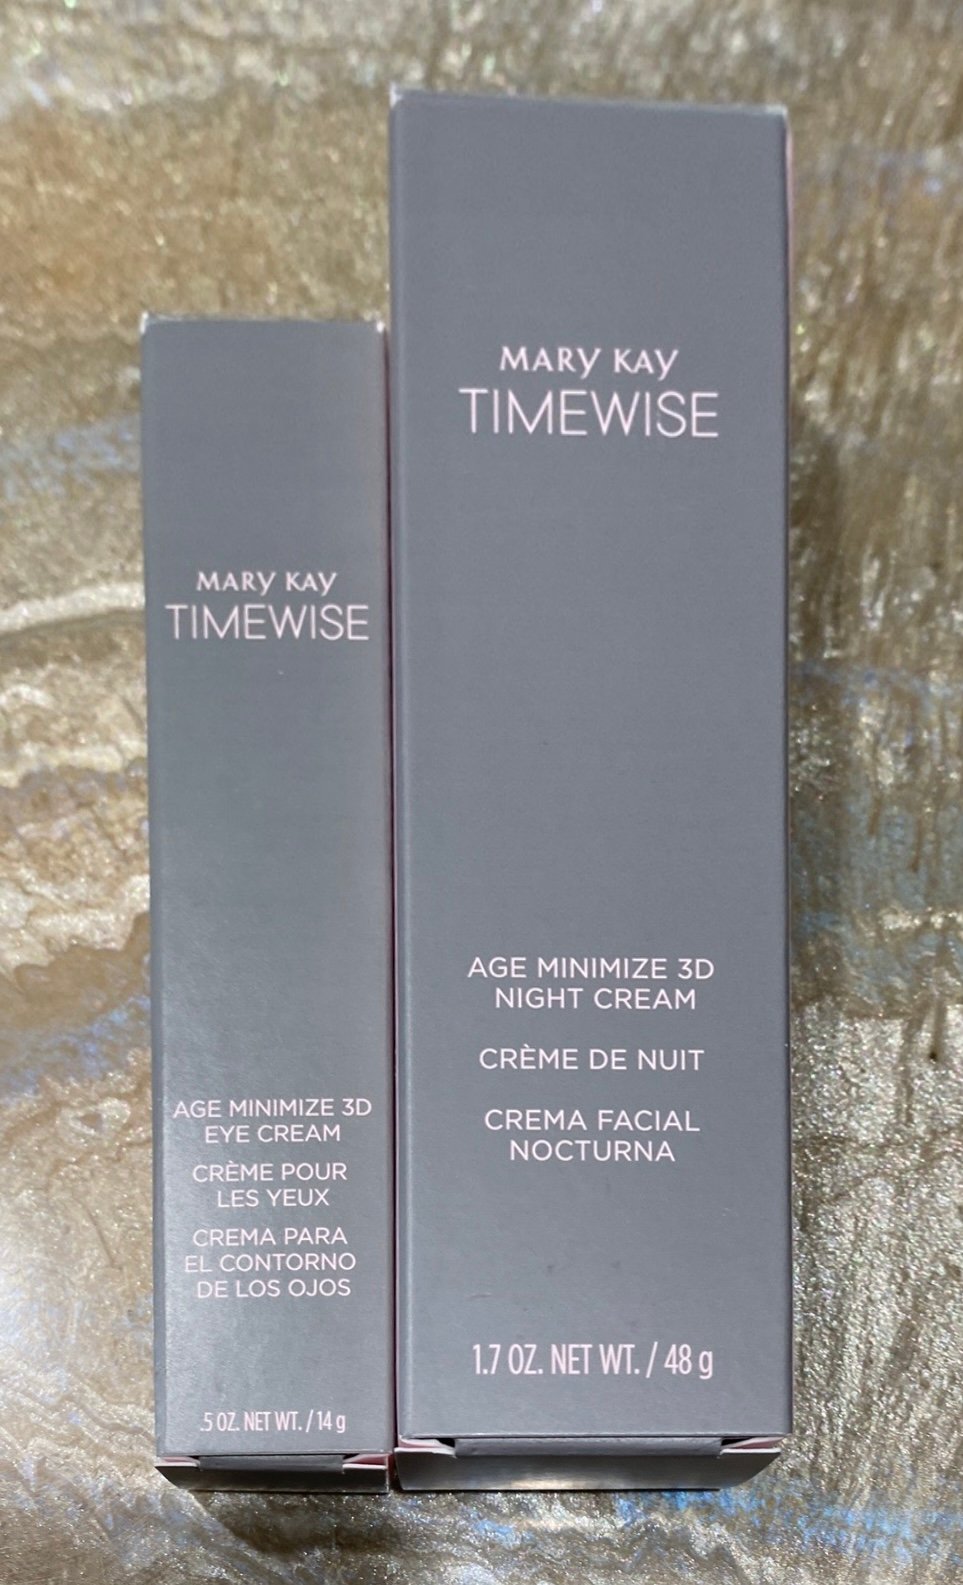 MARY KAY
TIMEWISE
AGE MINIMIZE 3D
EYE CREAM
CRÈME POUR
LES YEUX
CREMA PARA
EL CONTORNO
DE LOS OJOS
.5 OZ. NET WT. / 14 g
MARY KAY
TIMEWISE
AGE MINIMIZE 3D
NIGHT CREAM
CRÈME DE NUIT
CREMA FACIAL
NOCTURNA
1.7 OZ. NET WT. / 48 g